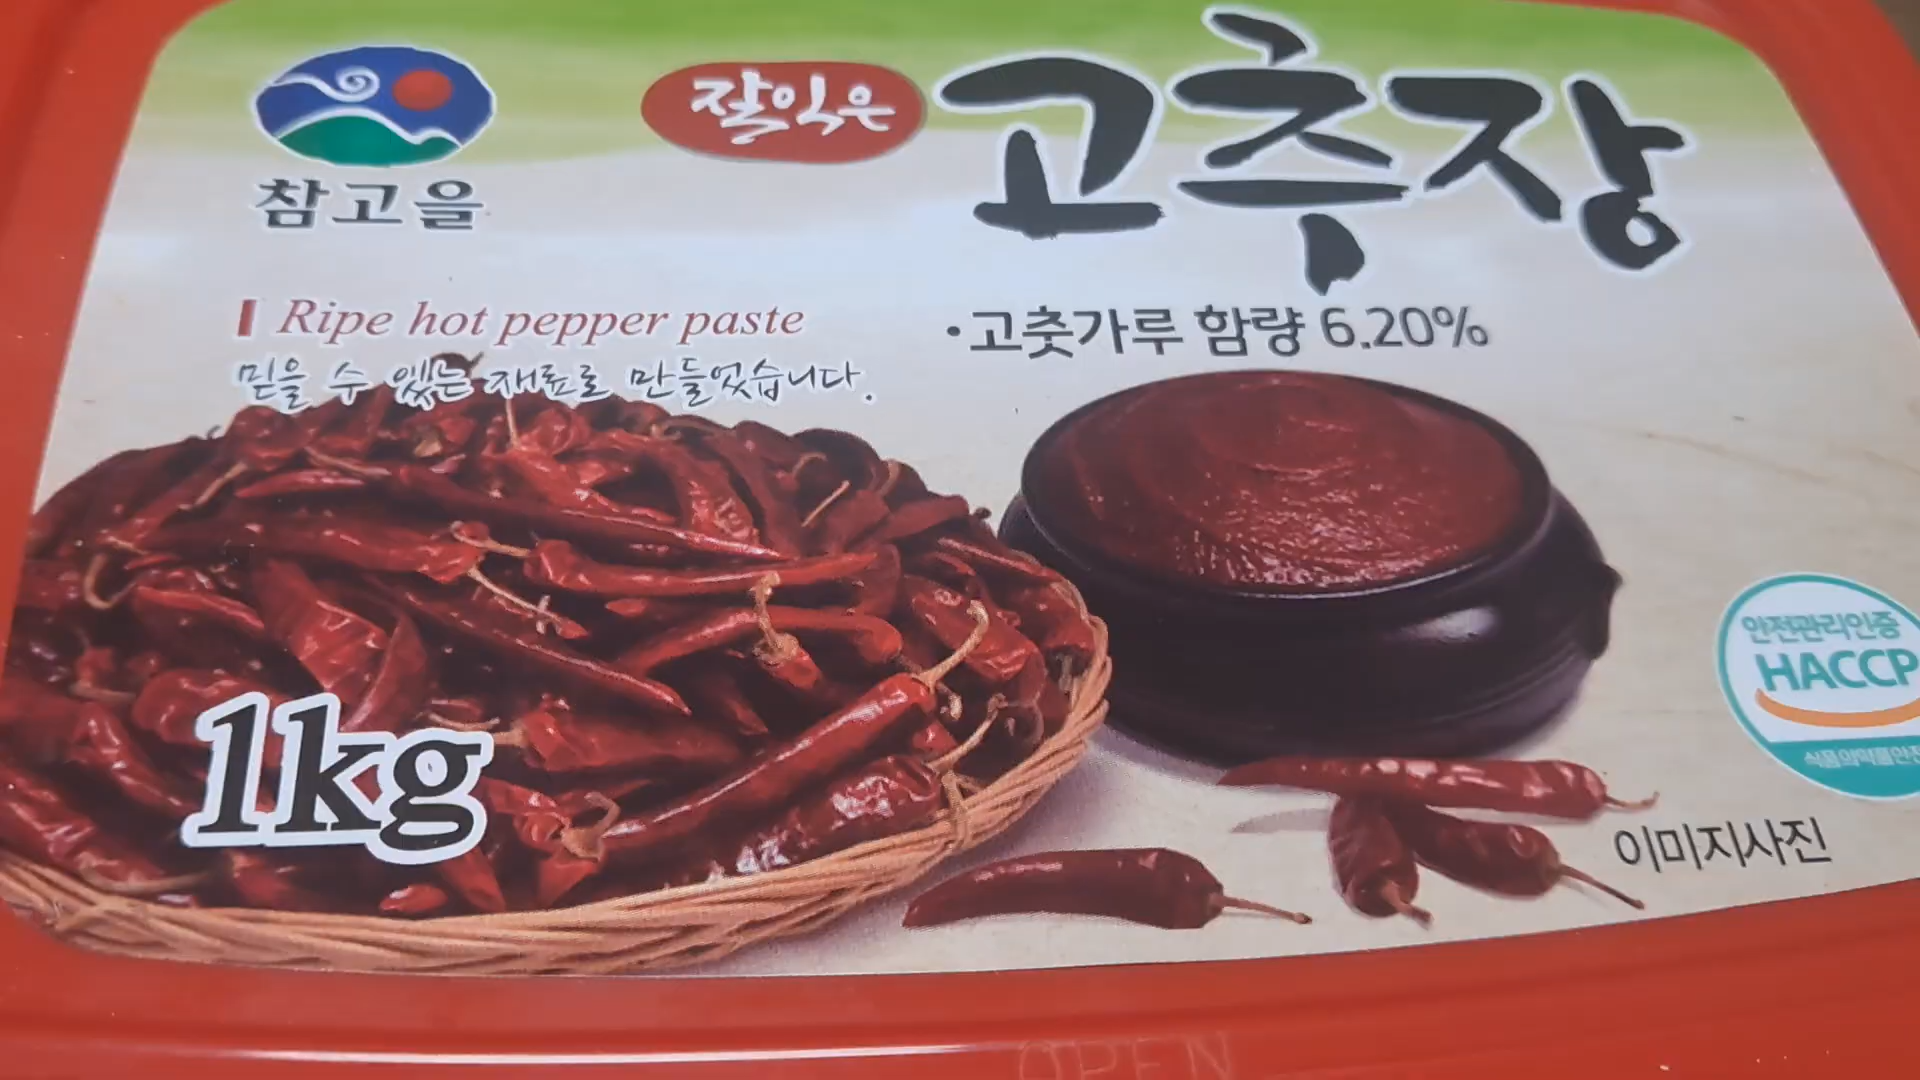 참고을
잘익은
고추장
Ripe hot pepper paste
믿을 수 있는 재료로 만들었습니다.
•고춧가루 함량 6.20%
안전관리인증
HACCP
1kg
이미지사진
OPEN